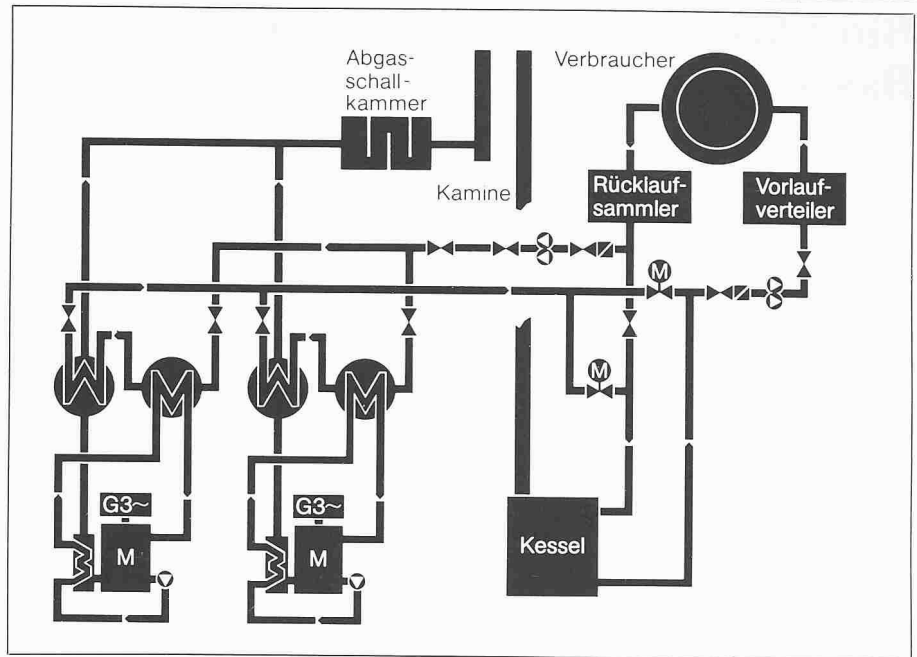 Abgas-
schall-
kammer
Verbraucher
Kamine
Rücklauf-
sammler
Vorlauf-
verteiler
M
M
G3~
M
G3~
M
Kessel